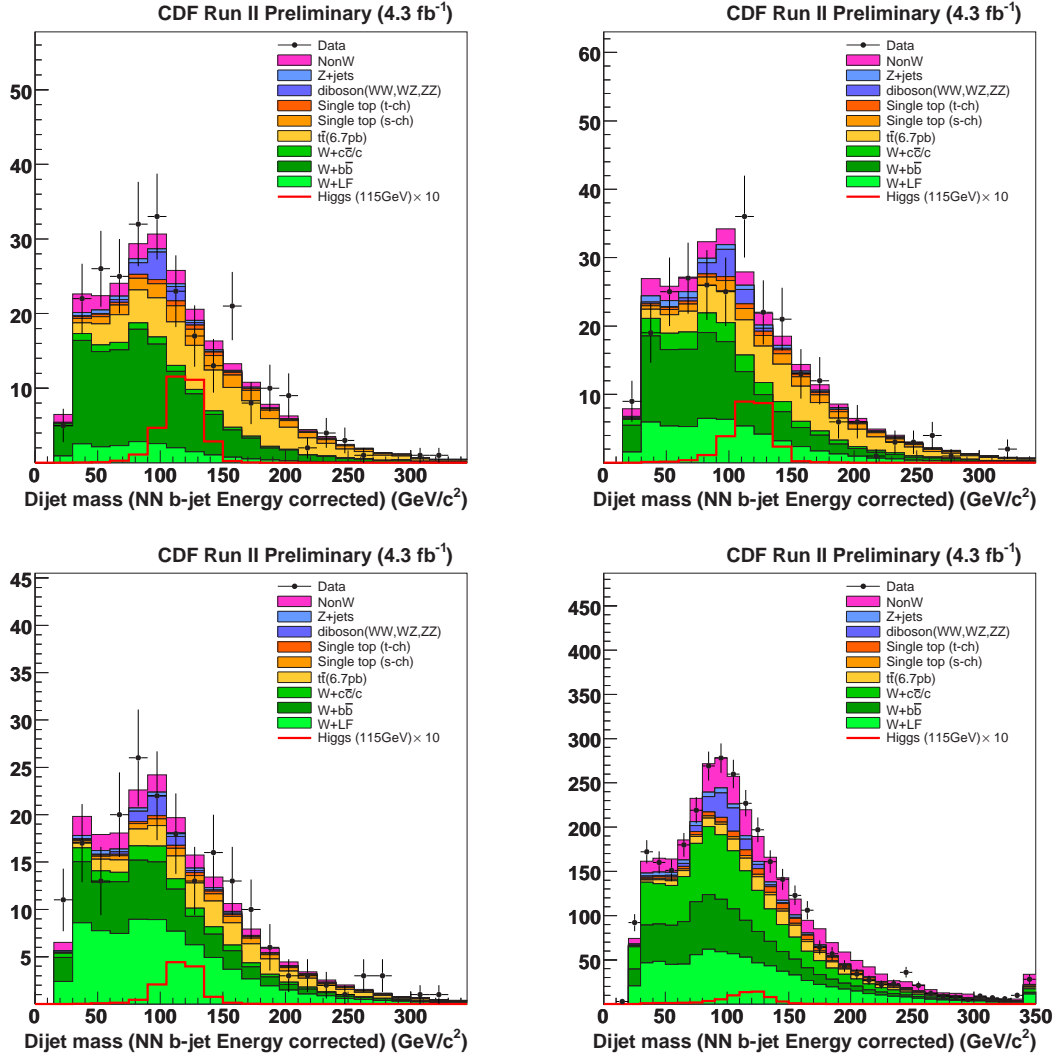 CDF Run II Preliminary (4.3 fb⁻¹)
Data
NonW
Z+jets
diboson(WW,WZ,ZZ)
Single top (t-ch)
Single top (s-ch)
tt̅(6.7pb)
W+cc̅/c
W+bb̅
W+LF
Higgs (115GeV)× 10
50
40
30
20
10
0 50 100 150 200 250 300
Dijet mass (NN b-jet Energy corrected) (GeV/c²)
CDF Run II Preliminary (4.3 fb⁻¹)
Data
NonW
Z+jets
diboson(WW,WZ,ZZ)
Single top (t-ch)
Single top (s-ch)
tt̅(6.7pb)
W+cc̅/c
W+bb̅
W+LF
Higgs (115GeV)× 10
60
50
40
30
20
10
0 50 100 150 200 250 300
Dijet mass (NN b-jet Energy corrected) (GeV/c²)
CDF Run II Preliminary (4.3 fb⁻¹)
Data
NonW
Z+jets
diboson(WW,WZ,ZZ)
Single top (t-ch)
Single top (s-ch)
tt̅(6.7pb)
W+cc̅/c
W+bb̅
W+LF
Higgs (115GeV)× 10
45
40
35
30
25
20
15
10
5
0 50 100 150 200 250 300
Dijet mass (NN b-jet Energy corrected) (GeV/c²)
CDF Run II Preliminary (4.3 fb⁻¹)
Data
NonW
Z+jets
diboson(WW,WZ,ZZ)
Single top (t-ch)
Single top (s-ch)
tt̅(6.7pb)
W+cc̅/c
W+bb̅
W+LF
Higgs (115GeV)× 10
450
400
350
300
250
200
150
100
50
0
0 50 100 150 200 250 300 350
Dijet mass (NN b-jet Energy corrected) (GeV/c²)